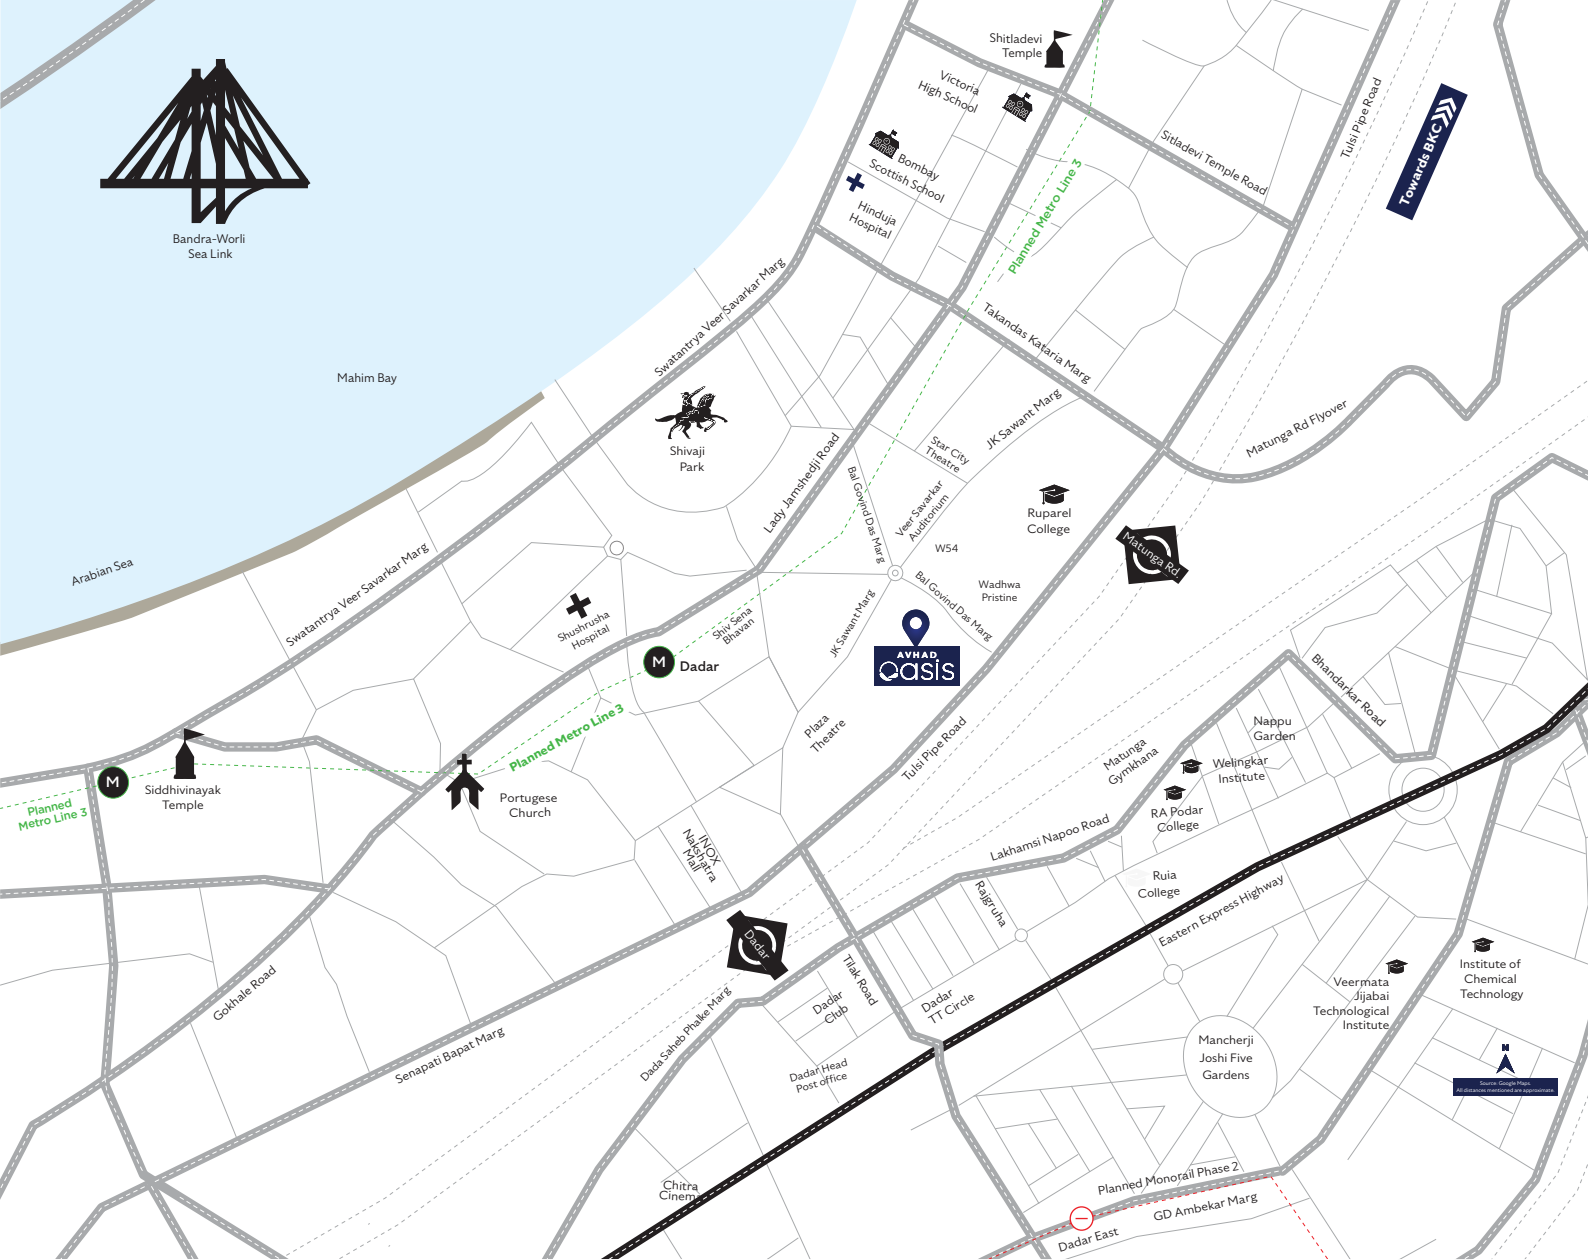 Shitladevi
Temple
Victoria
High School
Bombay
Scottish School
Hinduja
Hospital
Sitladevi Temple Road
Tulsi Pipe Road
Towards BKC
Planned Metro Line 3
Bandra-Worli
Sea Link
Mahim Bay
Arabian Sea
Swatantrya Veer Savarkar Marg
Takandas Kataria Marg
JK Sawant Marg
Matunga Rd Flyover
Shivaji
Park
Lady Jamshedji Road
Bal Govind Das Marg
Star City
Theatre
Veer Savarkar
Auditorium
Ruparel
College
W54
Wadhwa
Pristine
Matunga Rd.
Swatantrya Veer Savarkar Marg
Shushrusha
Hospital
Shiv Sena
Bhavan
JK Sawant Marg
Bal Govind Das Marg
AVHAD
Oasis
M
Dadar
Planned Metro Line 3
Plaza
Theatre
Tulsi Pipe Road
Bhandarkar Road
Nappu
Garden
Matunga
Gymkhana
Welingkar
Institute
RA Podar
College
Lakhamsi Napoo Road
Ruia
College
Rajgruha
Eastern Express Highway
M
Siddhivinayak
Temple
Planned
Metro Line 3
Portugese
Church
INOX
Nakshatra
Mall
Dadar
Gokhale Road
Senapati Bapat Marg
Dada Saheb Phalke Marg
Tilak Road
Dadar
Club
Dadar
TT Circle
Dadar Head
Post office
Chitra
Cinema
Mancherji
Joshi Five
Gardens
Veermata
Jijabai
Technological
Institute
Institute of
Chemical
Technology
N
Source: Google Maps.
All distances mentioned are approximate.
Planned Monorail Phase 2
GD Ambekar Marg
Dadar East